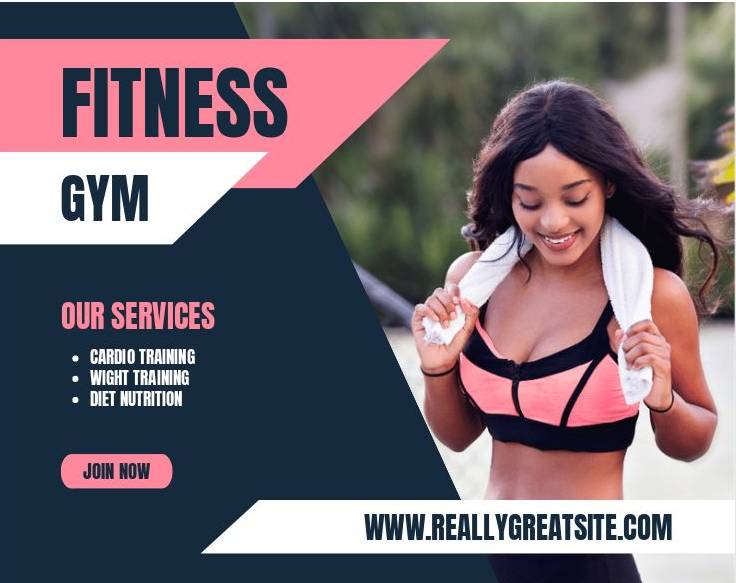 FITNESS
GYM
OUR SERVICES
• CARDIO TRAINING
• WIGHT TRAINING
• DIET NUTRITION
JOIN NOW
WWW.REALLYGREATSITE.COM